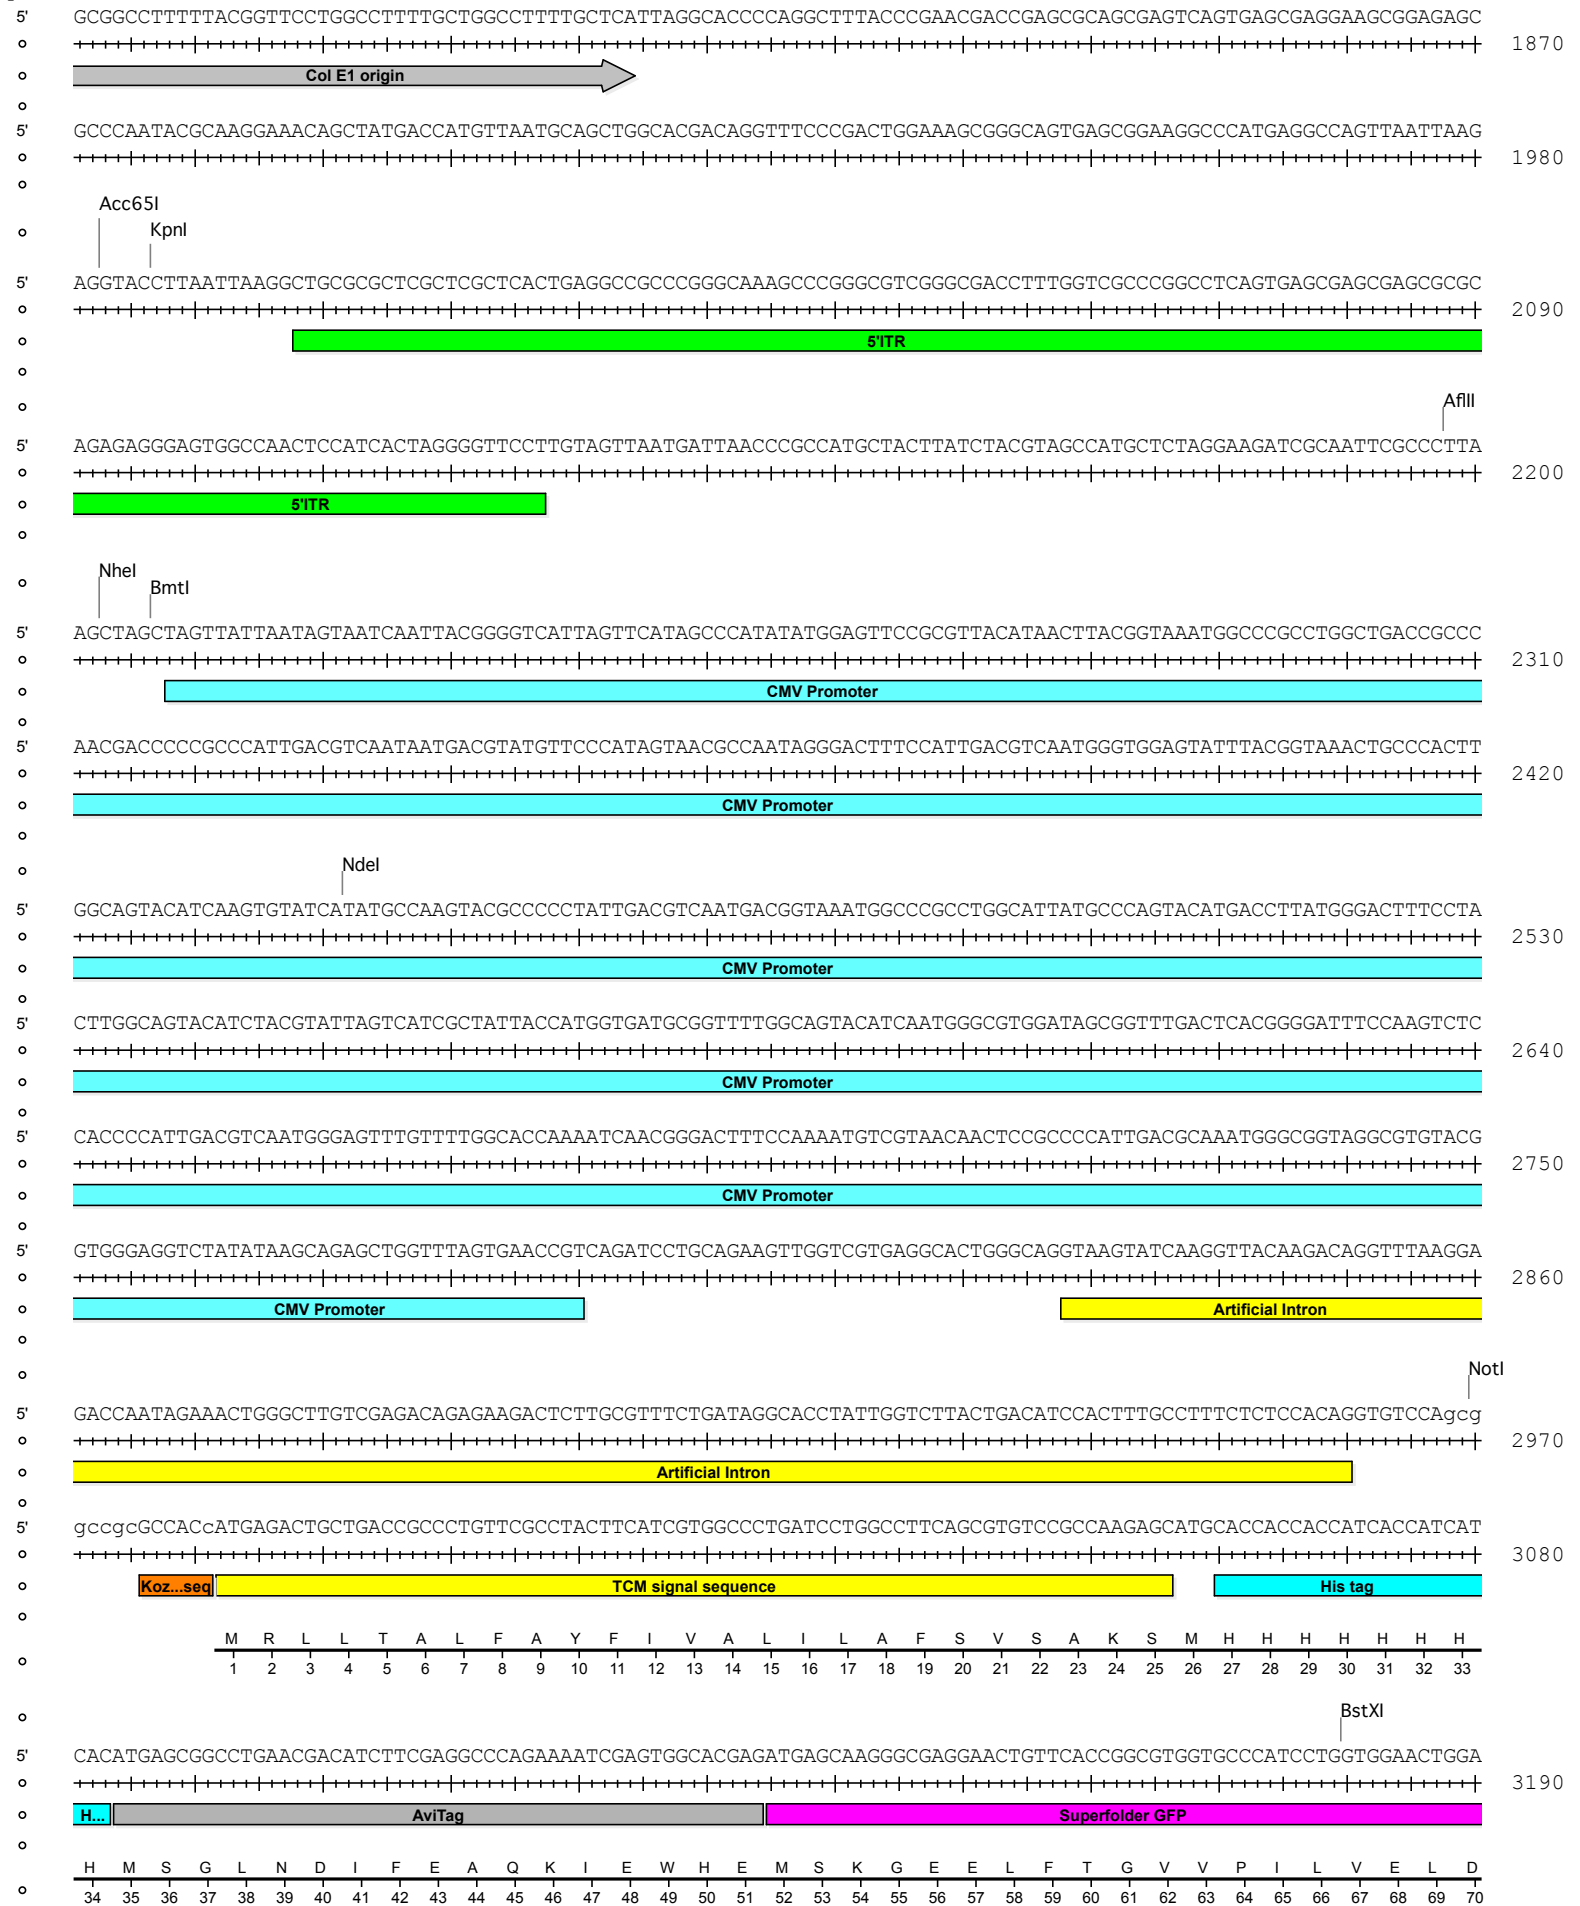 5' GCGGCCTTTTTACGGTTCCTGGCCTTTTGCTGGCCTTTTGCTCATTAGGCACCCCAGGCTTTACCCGAACGACCGAGCGCAGCGAGTCAGTGAGCGAGGAAGCGGAGAGC
1870
Col E1 origin
5' GCCCAATACGCAAGGAAACAGCTATGACCATGTTAATGCAGCTGGCACGACAGGTTTCCCGACTGGAAAGCGGGCAGTGAGCGGAAGGCCCATGAGGCCAGTTAATTAAG
1980
Acc65I
KpnI
5' AGGTACCTTAATTAAGGCTGCGCGCTCGCTCGCTCACTGAGGCCGCCCGGGCAAAGCCCGGGCGTCGGGCGACCTTTGGTCGCCCGGCCTCAGTGAGCGAGCGAGCGCGC
2090
5'ITR
AflII
5' AGAGAGGGAGTGGCCAACTCCATCACTAGGGGTTCCTTGTAGTTAATGATTAACCCGCCATGCTACTTATCTACGTAGCCATGCTCTAGGAAGATCGCAATTCGCCCTTA
2200
5'ITR
NheI
BmtI
5' AGCTAGCTAGTTATTAATAGTAATCAATTACGGGGTCATTAGTTCATAGCCCATATATGGAGTTCCGCGTTACATAACTTACGGTAAATGGCCCGCCTGGCTGACCGCCC
2310
CMV Promoter
5' AACGACCCCCGCCCATTGACGTCAATAATGACGTATGTTCCCATAGTAACGCCAATAGGGACTTTCCATTGACGTCAATGGGTGGAGTATTTACGGTAAACTGCCCACTT
2420
CMV Promoter
NdeI
5' GGCAGTACATCAAGTGTATCATATGCCAAGTACGCCCCCTATTGACGTCAATGACGGTAAATGGCCCGCCTGGCATTATGCCCAGTACATGACCTTATGGGACTTTCCTA
2530
CMV Promoter
5' CTTGGCAGTACATCTACGTATTAGTCATCGCTATTACCATGGTGATGCGGTTTTGGCAGTACATCAATGGGCGTGGATAGCGGTTTGACTCACGGGGATTTCCAAGTCTC
2640
CMV Promoter
5' CACCCCATTGACGTCAATGGGAGTTTGTTTTGGCACCAAAATCAACGGGACTTTCCAAAATGTCGTAACAACTCCGCCCCATTGACGCAAATGGGCGGTAGGCGTGTACG
2750
CMV Promoter
5' GTGGGAGGTCTATATAAGCAGAGCTGGTTTAGTGAACCGTCAGATCCTGCAGAAGTTGGTCGTGAGGCACTGGGCAGGTAAGTATCAAGGTTACAAGACAGGTTTAAGGA
2860
CMV Promoter Artificial Intron
NotI
5' GACCAATAGAAACTGGGCTTGTCGAGACAGAGAAGACTCTTGCGTTTCTGATAGGCACCTATTGGTCTTACTGACATCCACTTTGCCTTTCTCTCCACAGGTGTCCAgcg
2970
Artificial Intron
5' gccgcGCCACcATGAGACTGCTGACCGCCCTGTTCGCCTACTTCATCGTGGCCCTGATCCTGGCCTTCAGCGTGTCCGCCAAGAGCATGCACCACCACCATCACCATCAT
3080
Koz...seq TCM signal sequence His tag
M R L L T A L F A Y F I V A L I L A F S V S A K S M H H H H H H H
1 2 3 4 5 6 7 8 9 10 11 12 13 14 15 16 17 18 19 20 21 22 23 24 25 26 27 28 29 30 31 32 33
BstXI
5' CACATGAGCGGCCTGAACGACATCTTCGAGGCCCAGAAAATCGAGTGGCACGAGATGAGCAAGGGCGAGGAACTGTTCACCGGCGTGGTGCCCATCCTGGTGGAACTGGA
3190
H... AviTag Superfolder GFP
H M S G L N D I F E A Q K I E W H E M S K G E E L F T G V V P I L V E L D
34 35 36 37 38 39 40 41 42 43 44 45 46 47 48 49 50 51 52 53 54 55 56 57 58 59 60 61 62 63 64 65 66 67 68 69 70